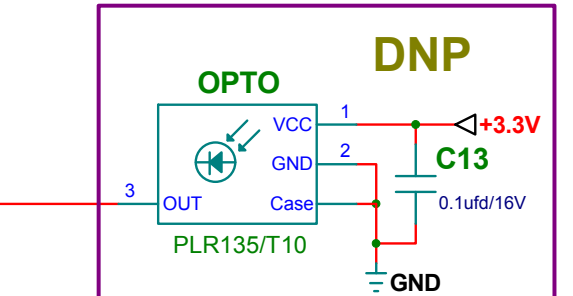 DNP
OPTO
VCC 1
+3.3V
GND 2
C13
3 OUT
Case
0.1ufd/16V
PLR135/T10
GND